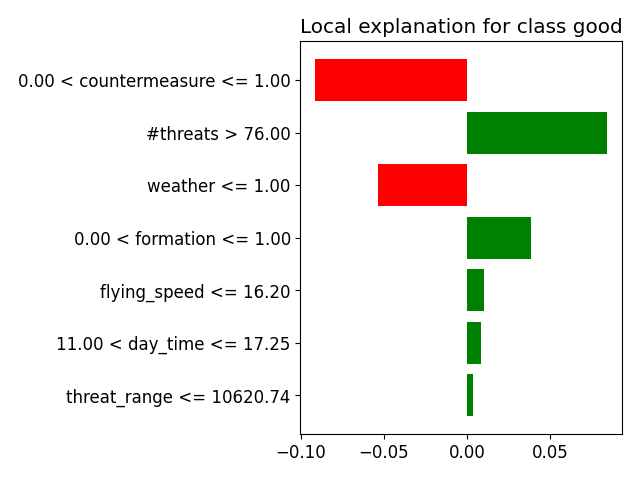 Local explanation for class good
0.00 < countermeasure <= 1.00
#threats > 76.00
weather <= 1.00
0.00 < formation <= 1.00
flying_speed <= 16.20
11.00 < day_time <= 17.25
threat_range <= 10620.74
−0.10 −0.05 0.00 0.05